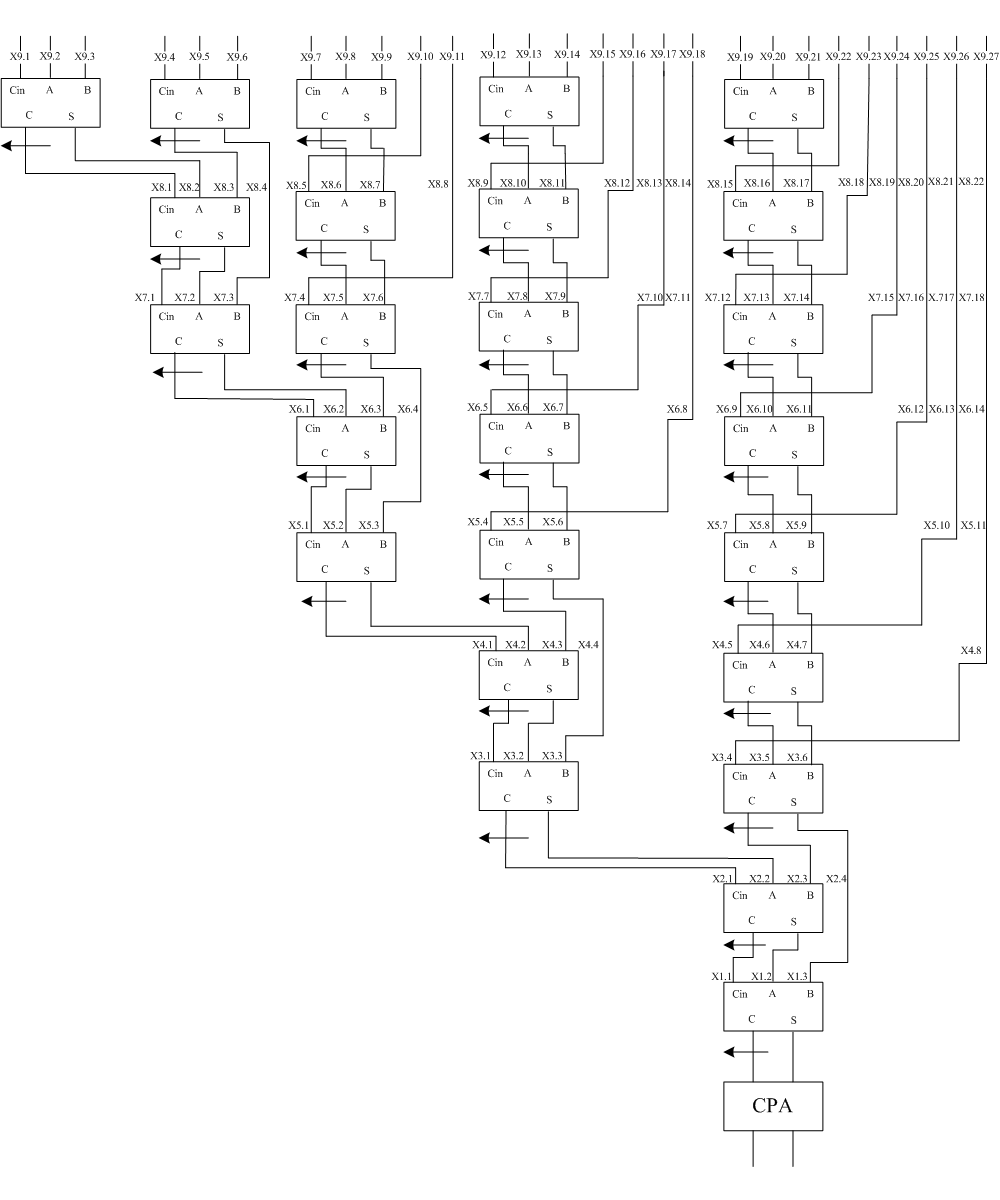 X9.1 X9.2 X9.3 X9.4 X9.5 X9.6 X9.7 X9.8 X9.9 X9.10 X9.11 X9.12 X9.13 X9.14 X9.15 X9.16 X9.17 X9.18 X9.19 X9.20 X9.21 X9.22 X9.23 X9.24 X9.25 X9.26 X9.27
Cin A B Cin A B Cin A B Cin A B Cin A B
C S C S C S C S C S
X8.1 X8.2 X8.3 X8.4 X8.5 X8.6 X8.7 X8.8 X8.9 X8.10 X8.11 X8.12 X8.13 X8.14 X8.15 X8.16 X8.17 X8.18 X8.19 X8.20 X8.21 X8.22
Cin A B Cin A B Cin A B Cin A B
C S C S C S C S
X7.1 X7.2 X7.3 X7.4 X7.5 X7.6 X7.7 X7.8 X7.9 X7.10 X7.11 X7.12 X7.13 X7.14 X7.15 X7.16 X.717 X7.18
Cin A B Cin A B Cin A B Cin A B
C S C S C S C S
X6.1 X6.2 X6.3 X6.4 X6.5 X6.6 X6.7 X6.8 X6.9 X6.10 X6.11 X6.12 X6.13 X6.14
Cin A B Cin A B Cin A B
C S C S C S
X5.1 X5.2 X5.3 X5.4 X5.5 X5.6 X5.7 X5.8 X5.9 X5.10 X5.11
Cin A B Cin A B Cin A B
C S C S C S
X4.1 X4.2 X4.3 X4.4 X4.5 X4.6 X4.7 X4.8
Cin A B Cin A B
C S C S
X3.1 X3.2 X3.3 X3.4 X3.5 X3.6
Cin A B Cin A B
C S C S
X2.1 X2.2 X2.3 X2.4
Cin A B
C S
X1.1 X1.2 X1.3
Cin A B
C S
CPA